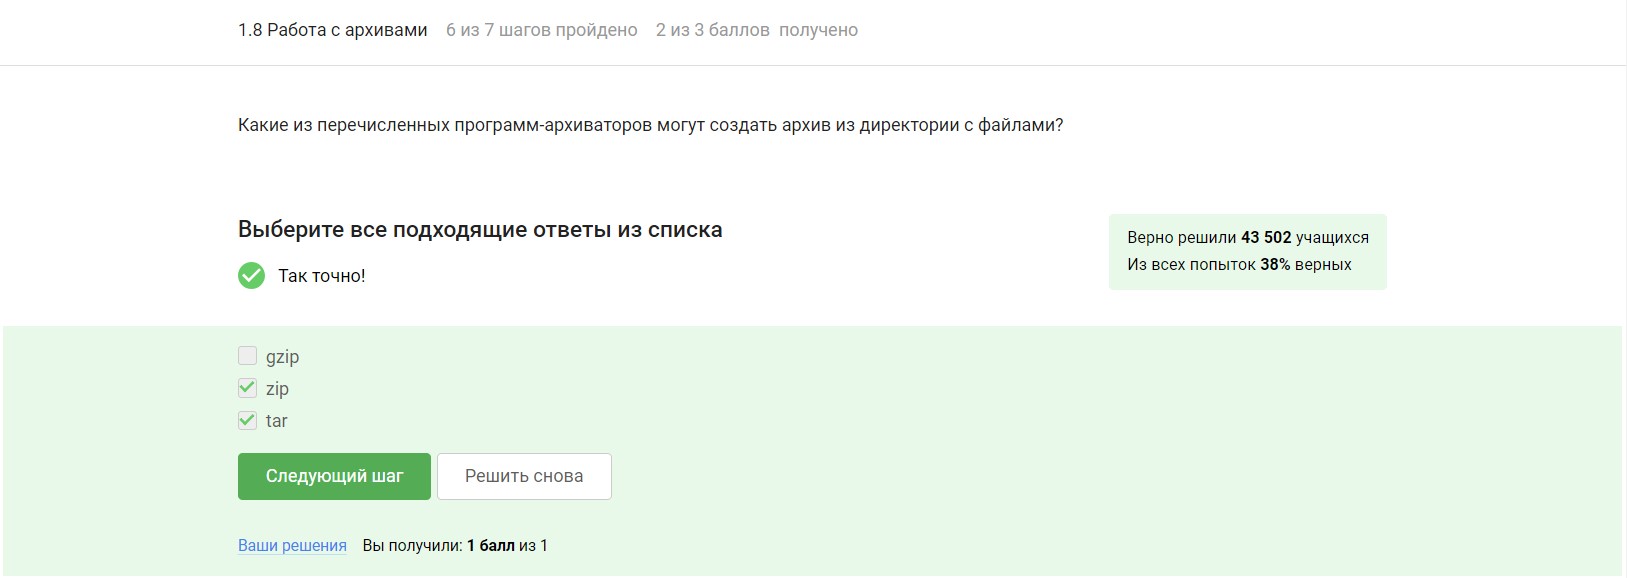 1.8 Работа с архивами 6 из 7 шагов пройдено 2 из 3 баллов получено
Какие из перечисленных программ-архиваторов могут создать архив из директории с файлами?
Выберите все подходящие ответы из списка
Так точно!
Верно решили 43 502 учащихся
Из всех попыток 38% верных
gzip
zip
tar
Следующий шаг Решить снова
Ваши решения Вы получили: 1 балл из 1